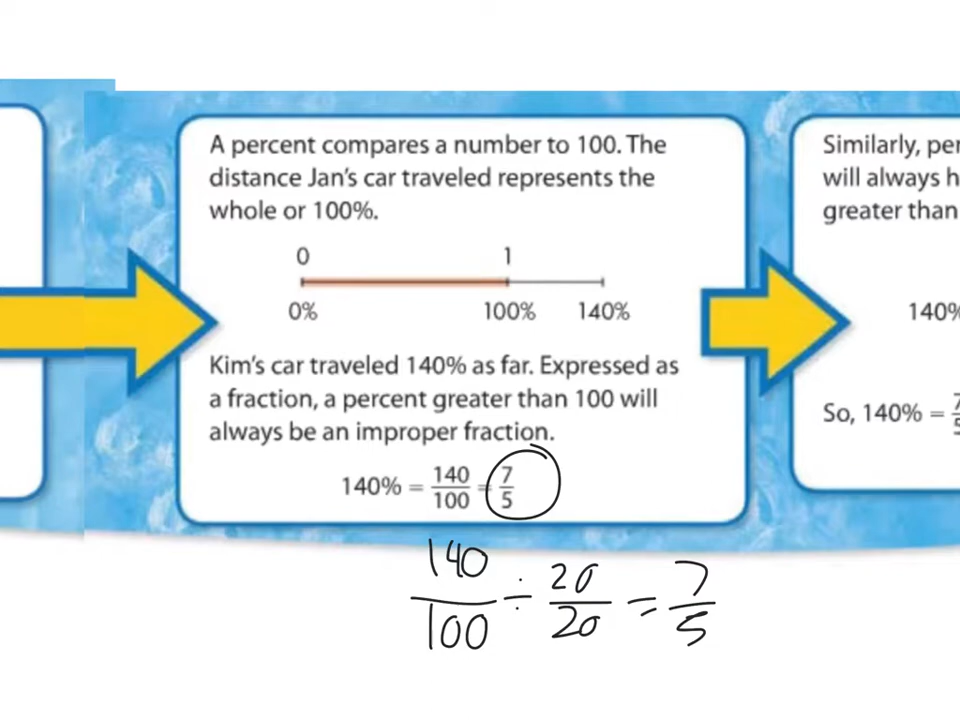 A percent compares a number to 100. The
distance Jan's car traveled represents the
whole or 100%.
0 1
0% 100% 140%
Kim's car traveled 140% as far. Expressed as
a fraction, a percent greater than 100 will
always be an improper fraction.
140% = 140/100 = 7/5
Similarly, per
will always h
greater than
140%
So, 140% = 7/5
140/100 ÷ 20/20 = 7/5